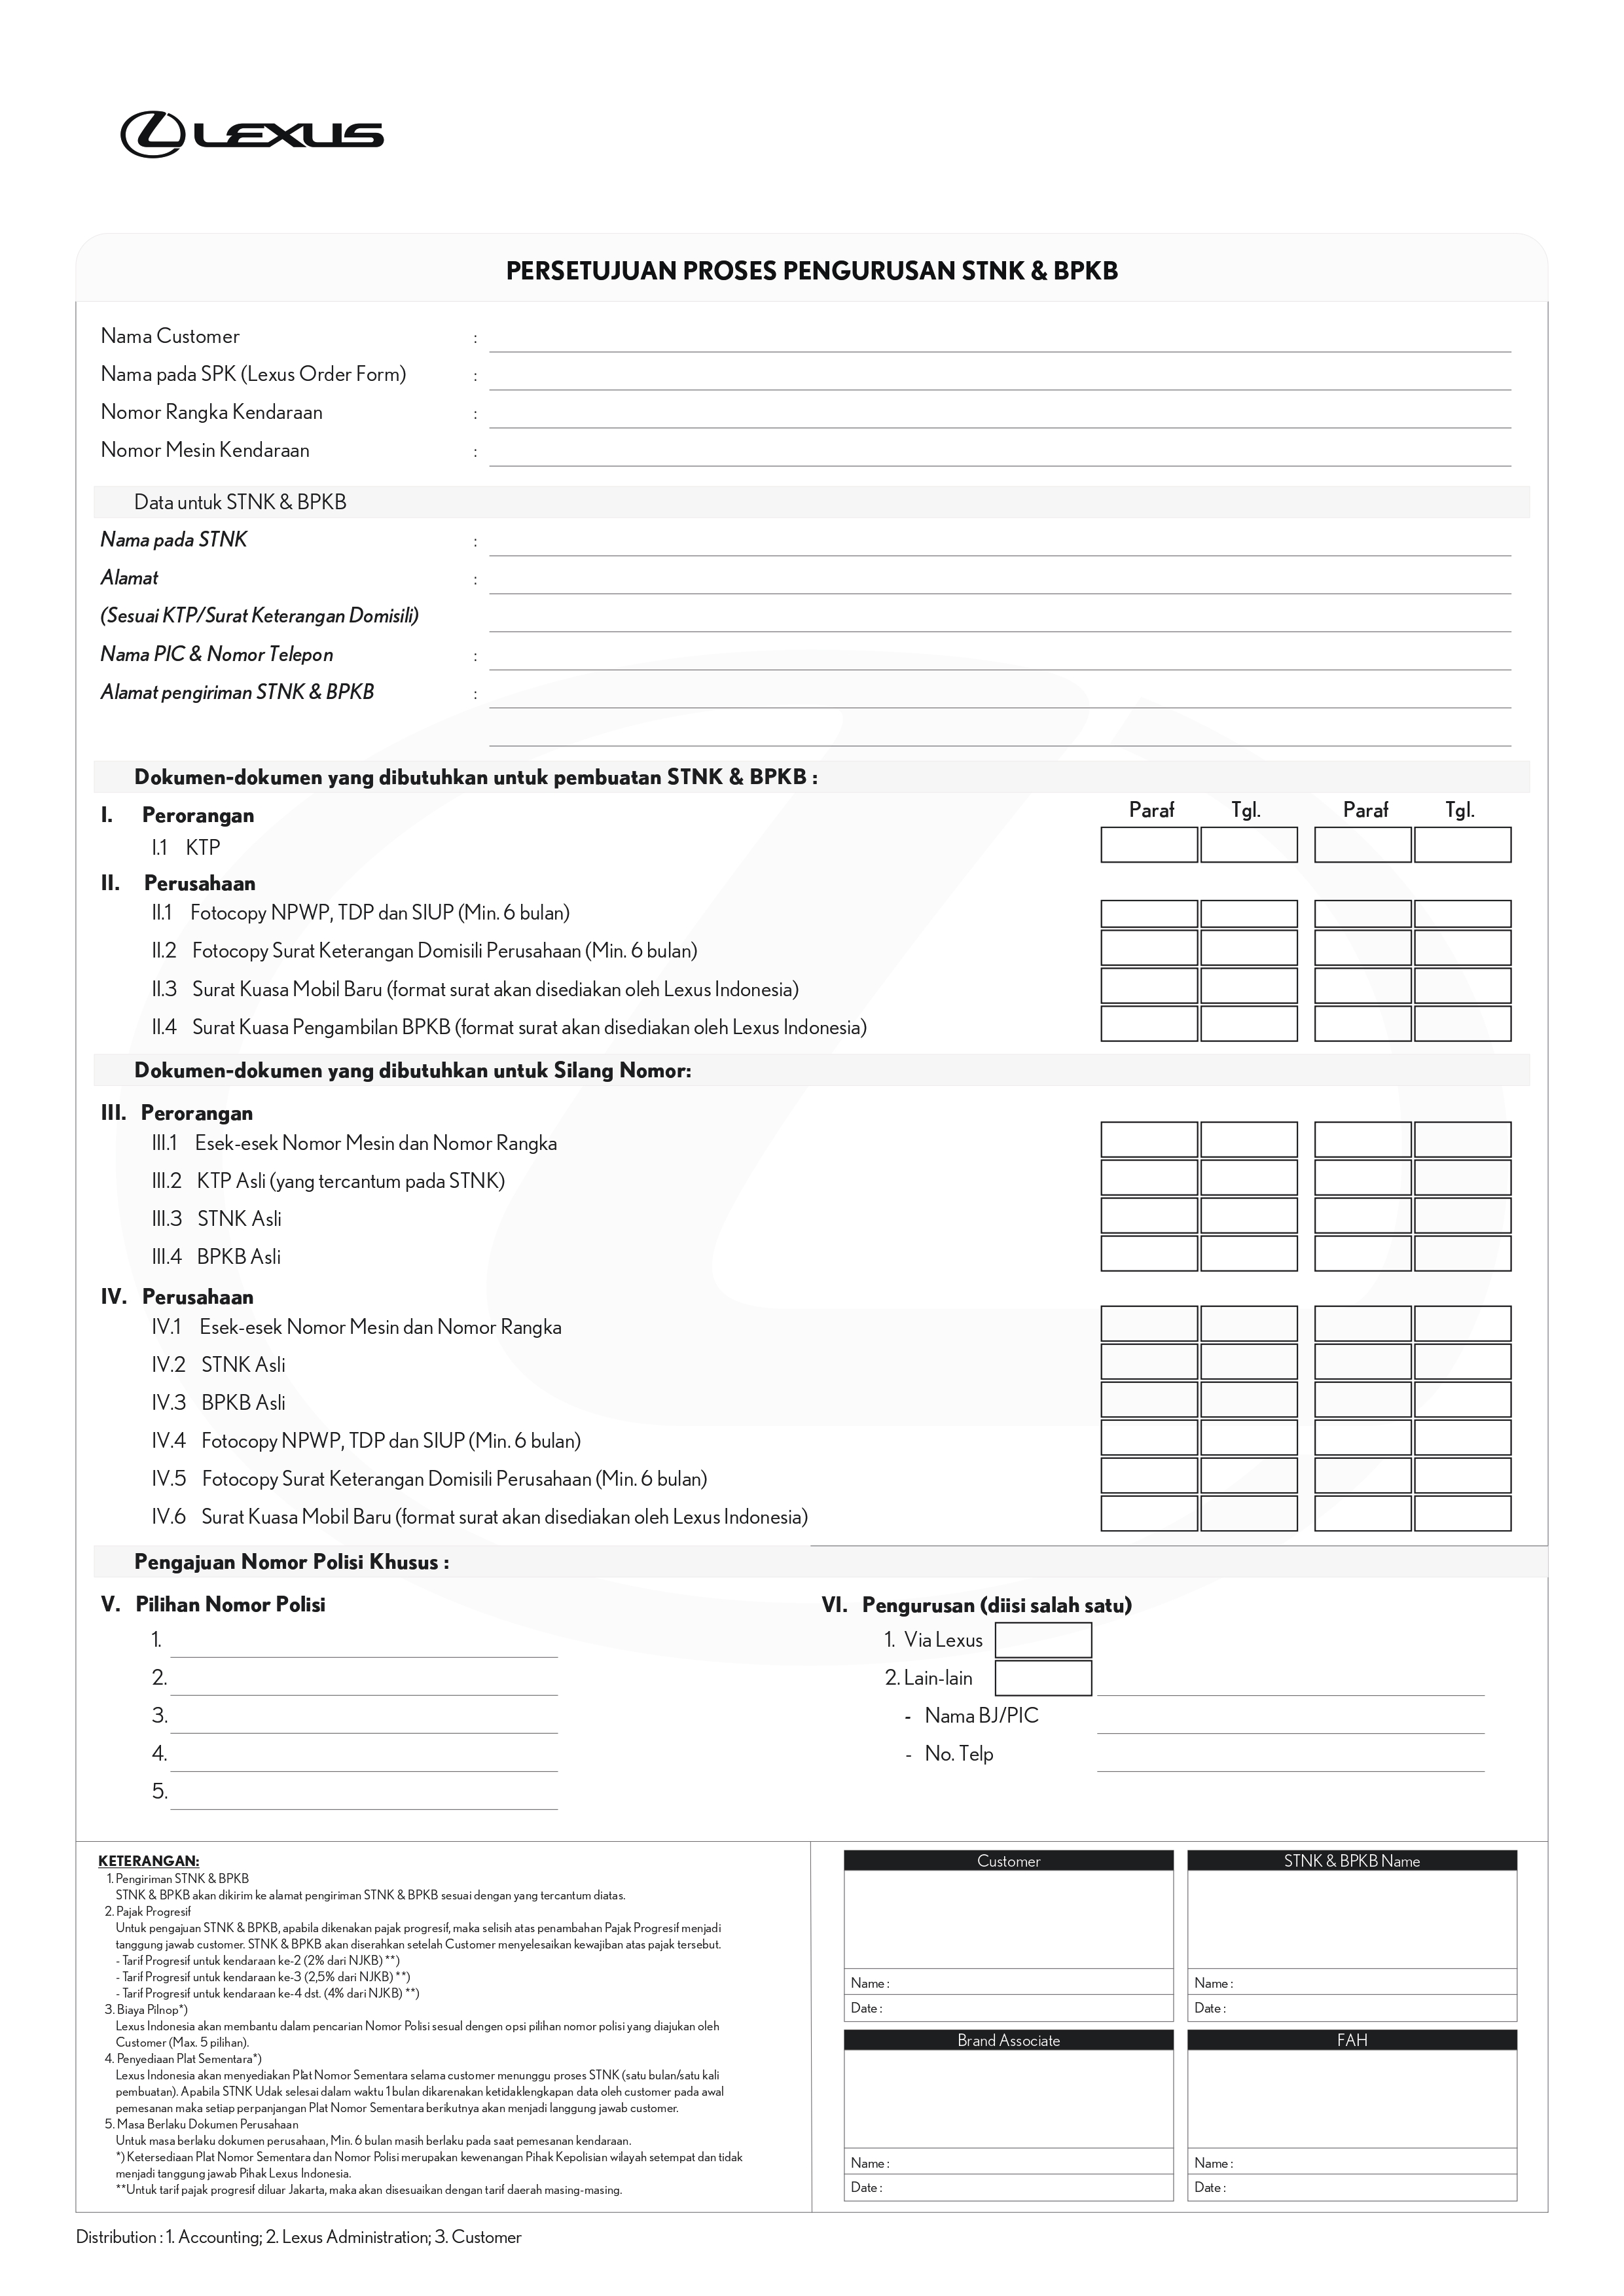 LEXUS
PERSETUJUAN PROSES PENGURUSAN STNK & BPKB
Nama Customer :
Nama pada SPK (Lexus Order Form) :
Nomor Rangka Kendaraan :
Nomor Mesin Kendaraan :
Data untuk STNK & BPKB
Nama pada STNK :
Alamat :
(Sesuai KTP/Surat Keterangan Domisili)
Nama PIC & Nomor Telepon :
Alamat pengiriman STNK & BPKB :
Dokumen-dokumen yang dibutuhkan untuk pembuatan STNK & BPKB :
I. Perorangan Paraf Tgl. Paraf Tgl.
I.1 KTP
II. Perusahaan
II.1 Fotocopy NPWP, TDP dan SIUP (Min. 6 bulan)
II.2 Fotocopy Surat Keterangan Domisili Perusahaan (Min. 6 bulan)
II.3 Surat Kuasa Mobil Baru (format surat akan disediakan oleh Lexus Indonesia)
II.4 Surat Kuasa Pengambilan BPKB (format surat akan disediakan oleh Lexus Indonesia)
Dokumen-dokumen yang dibutuhkan untuk Silang Nomor:
III. Perorangan
III.1 Esek-esek Nomor Mesin dan Nomor Rangka
III.2 KTP Asli (yang tercantum pada STNK)
III.3 STNK Asli
III.4 BPKB Asli
IV. Perusahaan
IV.1 Esek-esek Nomor Mesin dan Nomor Rangka
IV.2 STNK Asli
IV.3 BPKB Asli
IV.4 Fotocopy NPWP, TDP dan SIUP (Min. 6 bulan)
IV.5 Fotocopy Surat Keterangan Domisili Perusahaan (Min. 6 bulan)
IV.6 Surat Kuasa Mobil Baru (format surat akan disediakan oleh Lexus Indonesia)
Pengajuan Nomor Polisi Khusus :
V. Pilihan Nomor Polisi
1.
2.
3.
4.
5.
VI. Pengurusan (diisi salah satu)
1. Via Lexus
2. Lain-lain
- Nama BJ/PIC
- No. Telp
KETERANGAN:
1. Pengiriman STNK & BPKB
STNK & BPKB akan dikirim ke alamat pengiriman STNK & BPKB sesuai dengan yang tercantum diatas.
2. Pajak Progresif
Untuk pengajuan STNK & BPKB, apabila dikenakan pajak progresif, maka selisih atas penambahan Pajak Progresif menjadi
tanggung jawab customer. STNK & BPKB akan diserahkan setelah Customer menyelesaikan kewajiban atas pajak tersebut.
- Tarif Progresif untuk kendaraan ke-2 (2% dari NJKB) **)
- Tarif Progresif untuk kendaraan ke-3 (2,5% dari NJKB) **)
- Tarif Progresif untuk kendaraan ke-4 dst. (4% dari NJKB) **)
3. Biaya Pilnop*)
Lexus Indonesia akan membantu dalam pencarian Nomor Polisi sesual dengan opsi pilihan nomor polisi yang diajukan oleh
Customer (Max. 5 pilihan).
4. Penyediaan Plat Sementara*)
Lexus Indonesia akan menyediakan Plat Nomor Sementara selama customer menunggu proses STNK (satu bulan/satu kali
pembuatan). Apabila STNK Udak selesai dalam waktu 1 bulan dikarenakan ketidaklengkapan data oleh customer pada awal
pemesanan maka setiap perpanjangan Plat Nomor Sementara berikutnya akan menjadi langgung jawab customer.
5. Masa Berlaku Dokumen Perusahaan
Untuk masa berlaku dokumen perusahaan, Min. 6 bulan masih berlaku pada saat pemesanan kendaraan.
*) Ketersediaan Plat Nomor Sementara dan Nomor Polisi merupakan kewenangan Pihak Kepolisian wilayah setempat dan tidak
menjadi tanggung jawab Pihak Lexus Indonesia.
**Untuk tarif pajak progresif diluar Jakarta, maka akan disesuaikan dengan tarif daerah masing-masing.
Customer
Name :
Date :
STNK & BPKB Name
Name :
Date :
Brand Associate
Name :
Date :
FAH
Name :
Date :
Distribution : 1. Accounting; 2. Lexus Administration; 3. Customer